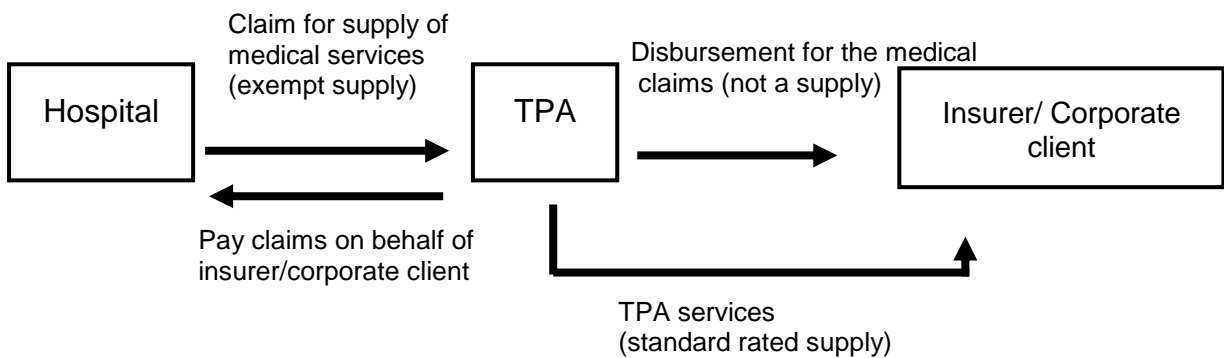 Claim for supply of
medical services
(exempt supply)
Disbursement for the medical
claims (not a supply)
Hospital
TPA
Insurer/ Corporate
client
Pay claims on behalf of
insurer/corporate client
TPA services
(standard rated supply)